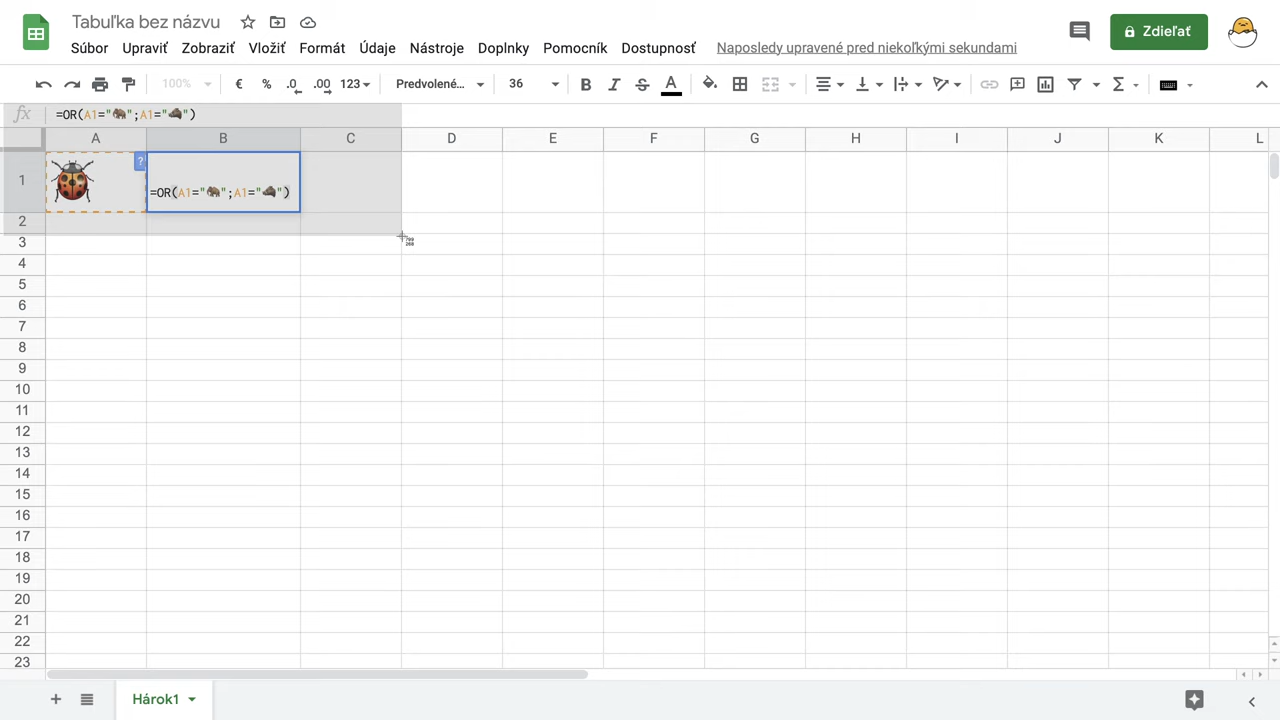 Tabuľka bez názvu
Súbor Upraviť Zobraziť Vložiť Formát Údaje Nástroje Doplnky Pomocník Dostupnosť Naposledy upravené pred niekoľkými sekundami
Zdieľať
100% € % .0 .00 123 Predvolené... 36 B I S A Σ
fx =OR(A1="🦣";A1="🪨")
A B C D E F G H I J K L
?
1 🐞 =OR(A1="🦣";A1="🪨")
2
3
4
5
6
7
8
9
10
11
12
13
14
15
16
17
18
19
20
21
22
23
+ Hárok1